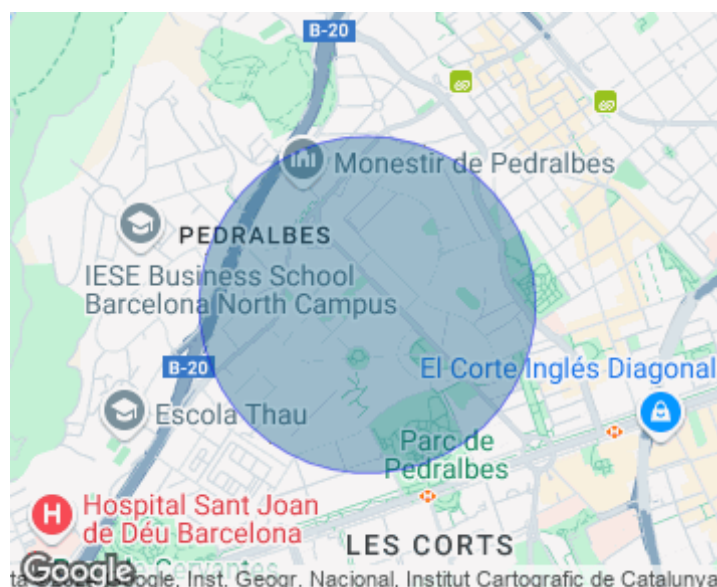 B-20
Monestir de Pedralbes
PEDRALBES
IESE Business School
Barcelona North Campus
B-20
El Corte Inglés Diagonal
Escola Thau
Parc de
Pedralbes
H
Hospital Sant Joan
de Déu Barcelona
LES CORTS
Cervantes
Google
Inst. Geogr. Nacional, Institut Cartografic de Catalunya